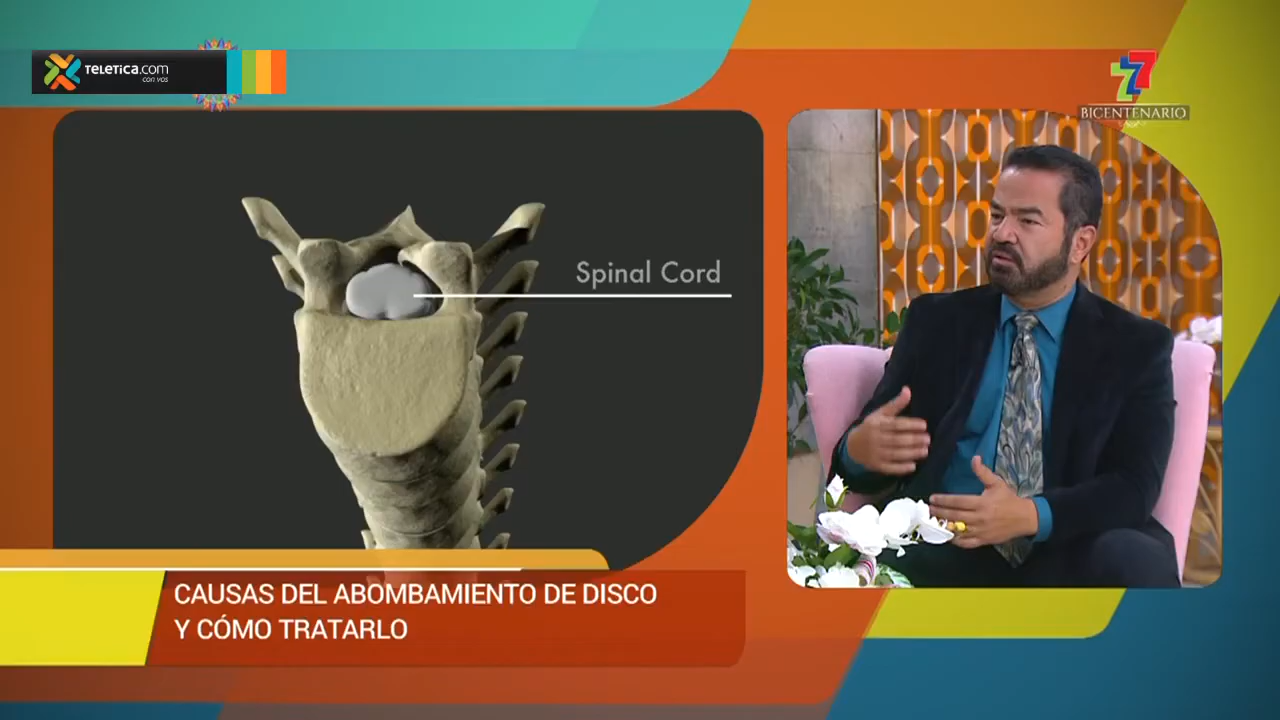 TELETICA.com
con vos
7
BICENTENARIO
Spinal Cord
CAUSAS DEL ABOMBAMIENTO DE DISCO
Y CÓMO TRATARLO